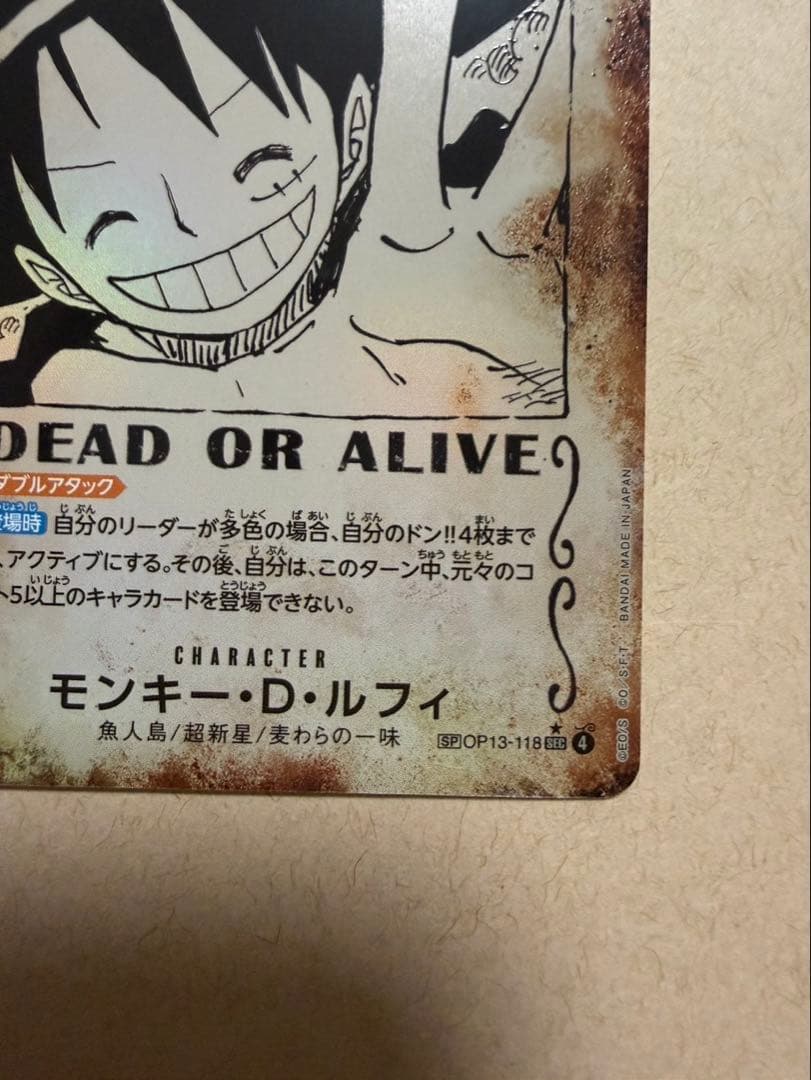 DEAD OR ALIVE
ダブルアタック
登場時 自分のリーダーが多色の場合、自分のドン!!4枚まで
、アクティブにする。その後、自分は、このターン中、元々のコ
ト5以上のキャラカードを登場できない。
CHARACTER
モンキー・D・ルフィ
魚人島/超新星/麦わらの一味
SP OP13-118 SEC 4
©EO/S ©O/S・F・T BANDAI MADE IN JAPAN